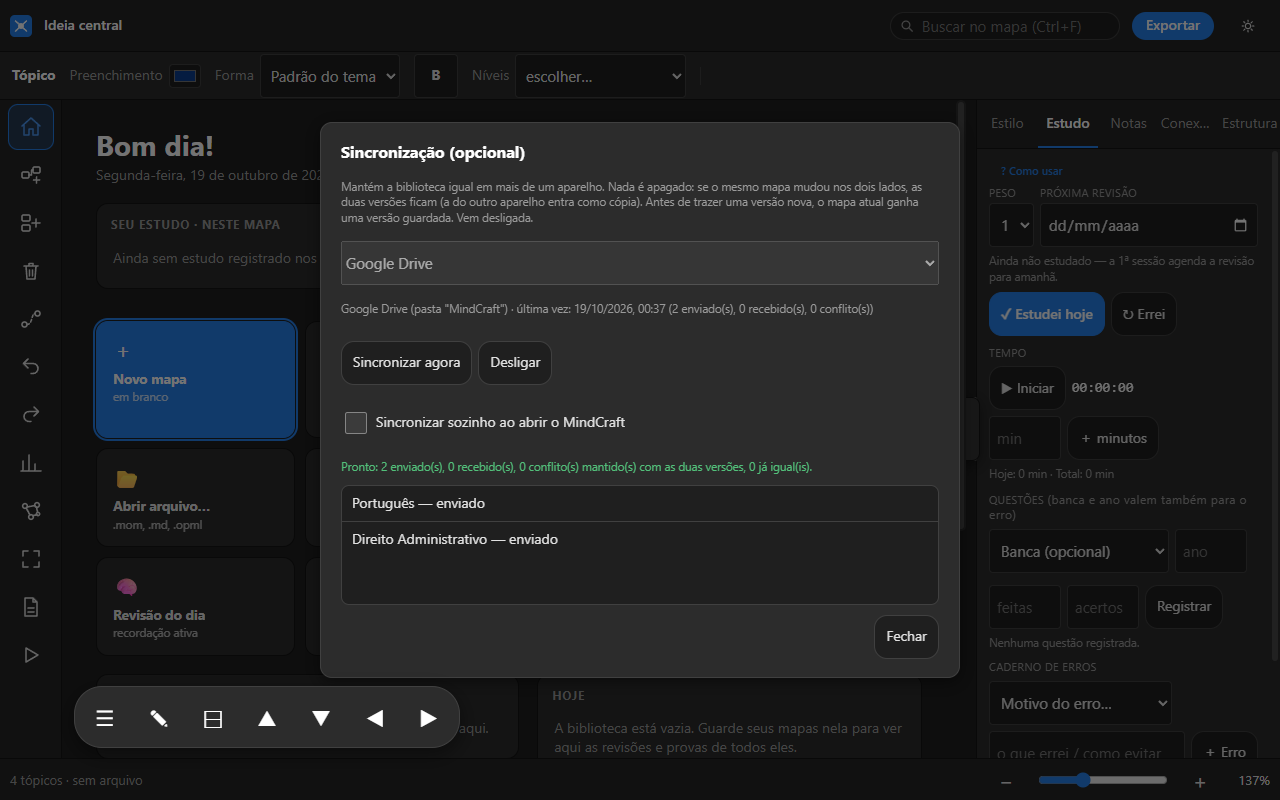 Ideia central
Buscar no mapa (Ctrl+F)
Exportar
Tópico
Preenchimento
Forma
Padrão do tema
B
Níveis
escolher...
Bom dia!
Segunda-feira, 19 de outubro de 202
SEU ESTUDO · NESTE MAPA
Ainda sem estudo registrado nos
+
Novo mapa
em branco
Abrir arquivo...
.mom, .md, .opml
Revisão do dia
recordação ativa
aqui.
HOJE
A biblioteca está vazia. Guarde seus mapas nela para ver
aqui as revisões e provas de todos eles.
Sincronização (opcional)
Mantém a biblioteca igual em mais de um aparelho. Nada é apagado: se o mesmo mapa mudou nos dois lados, as
duas versões ficam (a do outro aparelho entra como cópia). Antes de trazer uma versão nova, o mapa atual ganha
uma versão guardada. Vem desligada.
Google Drive
Google Drive (pasta "MindCraft") · última vez: 19/10/2026, 00:37 (2 enviado(s), 0 recebido(s), 0 conflito(s))
Sincronizar agora
Desligar
Sincronizar sozinho ao abrir o MindCraft
Pronto: 2 enviado(s), 0 recebido(s), 0 conflito(s) mantido(s) com as duas versões, 0 já igual(is).
Português — enviado
Direito Administrativo — enviado
Fechar
Estilo
Estudo
Notas
Conex...
Estrutura
? Como usar
PESO
PRÓXIMA REVISÃO
1
dd/mm/aaaa
Ainda não estudado — a 1ª sessão agenda a revisão
para amanhã.
✓ Estudei hoje
↻ Errei
TEMPO
▶ Iniciar
00:00:00
min
+ minutos
Hoje: 0 min · Total: 0 min
QUESTÕES (banca e ano valem também para o
erro)
Banca (opcional)
ano
feitas
acertos
Registrar
Nenhuma questão registrada.
CADERNO DE ERROS
Motivo do erro...
o que errei / como evitar
+ Erro
4 tópicos · sem arquivo
−
+
137%